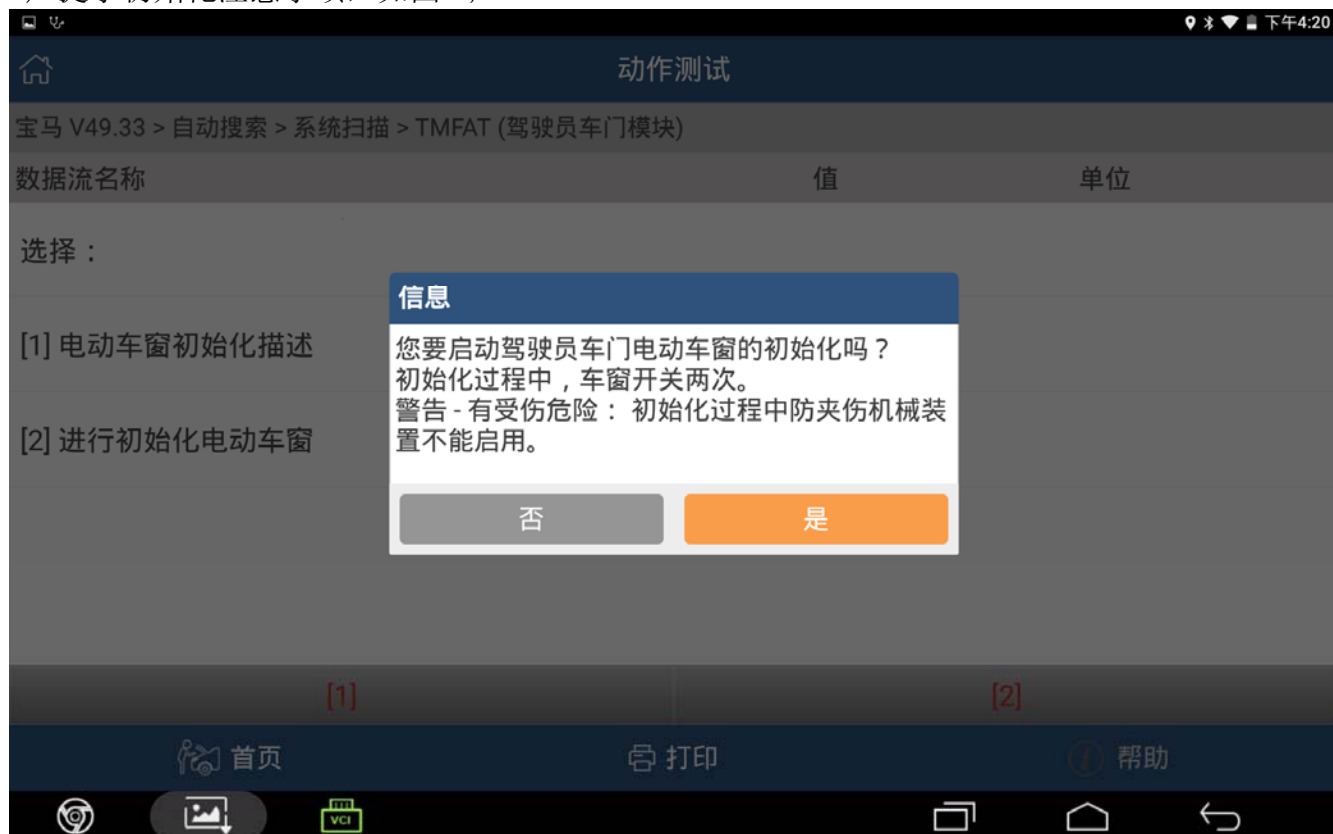 下午4:20
动作测试
宝马 V49.33 > 自动搜索 > 系统扫描 > TMFAT (驾驶员车门模块)
数据流名称 值 单位
选择：
[1] 电动车窗初始化描述
[2] 进行初始化电动车窗
信息
您要启动驾驶员车门电动车窗的初始化吗？
初始化过程中，车窗开关两次。
警告 - 有受伤危险： 初始化过程中防夹伤机械装
置不能启用。
否 是
[1] [2]
首页 打印 帮助
VCI